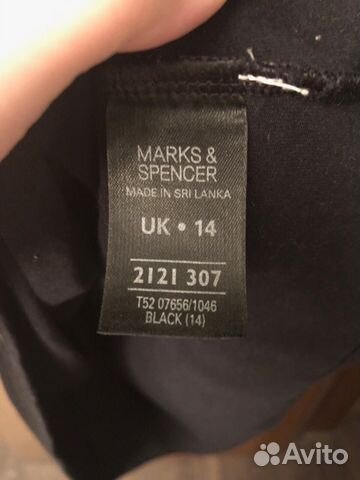 MARKS &
SPENCER
MADE IN SRI LANKA
UK • 14
2121 307
T52 07656/1046
BLACK (14)
Avito